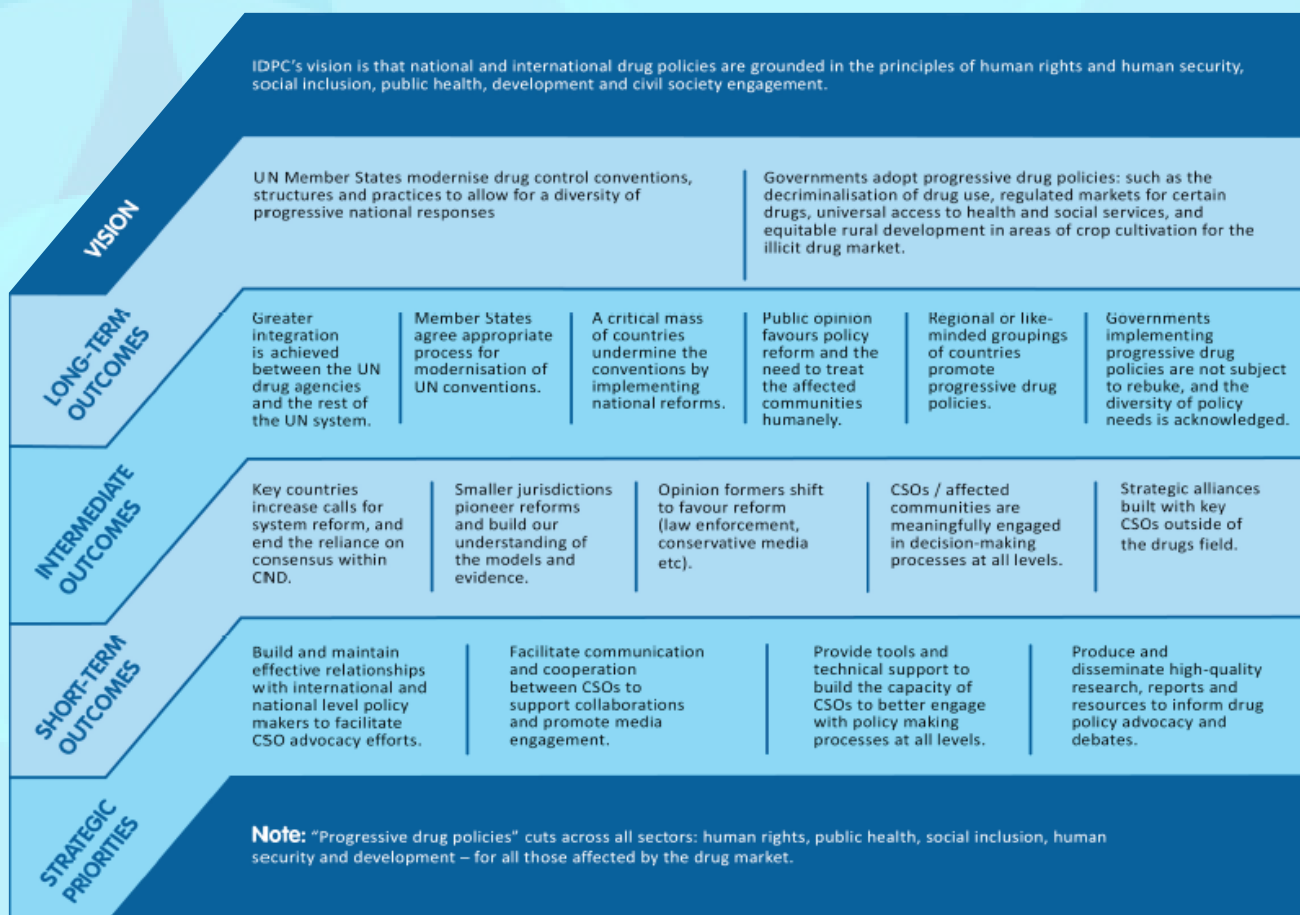 IDPC's vision is that national and international drug policies are grounded in the principles of human rights and human security,
social inclusion, public health, development and civil society engagement.
VISION
UN Member States modernise drug control conventions,
structures and practices to allow for a diversity of
progressive national responses
Governments adopt progressive drug policies: such as the
decriminalisation of drug use, regulated markets for certain
drugs, universal access to health and social services, and
equitable rural development in areas of crop cultivation for the
illicit drug market.
LONG-TERM
OUTCOMES
Greater
integration
is achieved
between the UN
drug agencies
and the rest of
the UN system.
Member States
agree appropriate
process for
modernisation of
UN conventions.
A critical mass
of countries
undermine the
conventions by
implementing
national reforms.
Public opinion
favours policy
reform and the
need to treat
the affected
communities
humanely.
Regional or like-
minded groupings
of countries
promote
progressive drug
policies.
Governments
implementing
progressive drug
policies are not subject
to rebuke, and the
diversity of policy
needs is acknowledged.
INTERMEDIATE
OUTCOMES
Key countries
increase calls for
system reform, and
end the reliance on
consensus within
CND.
Smaller jurisdictions
pioneer reforms
and build our
understanding of
the models and
evidence.
Opinion formers shift
to favour reform
(law enforcement,
conservative media
etc).
CSOs / affected
communities are
meaningfully engaged
in decision-making
processes at all levels.
Strategic alliances
built with key
CSOs outside of
the drugs field.
SHORT-TERM
OUTCOMES
Build and maintain
effective relationships
with international and
national level policy
makers to facilitate
CSO advocacy efforts.
Facilitate communication
and cooperation
between CSOs to
support collaborations
and promote media
engagement.
Provide tools and
technical support to
build the capacity of
CSOs to better engage
with policy making
processes at all levels.
Produce and
disseminate high-quality
research, reports and
resources to inform drug
policy advocacy and
debates.
STRATEGIC
PRIORITIES
Note: "Progressive drug policies" cuts across all sectors: human rights, public health, social inclusion, human
security and development – for all those affected by the drug market.